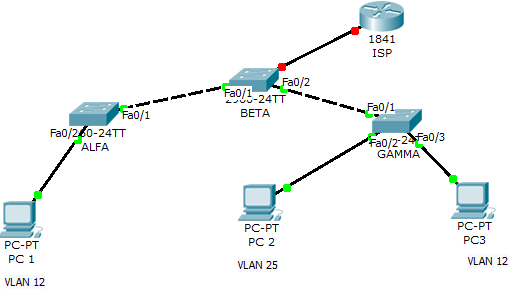 1841
ISP
Fa0/1
Fa0/2
BETA
Fa0/1
Fa0/2
ALFA
Fa0/1
Fa0/3
Fa0/2
GAMMA
PC-PT
PC 1
VLAN 12
PC-PT
PC 2
VLAN 25
PC-PT
PC3
VLAN 12